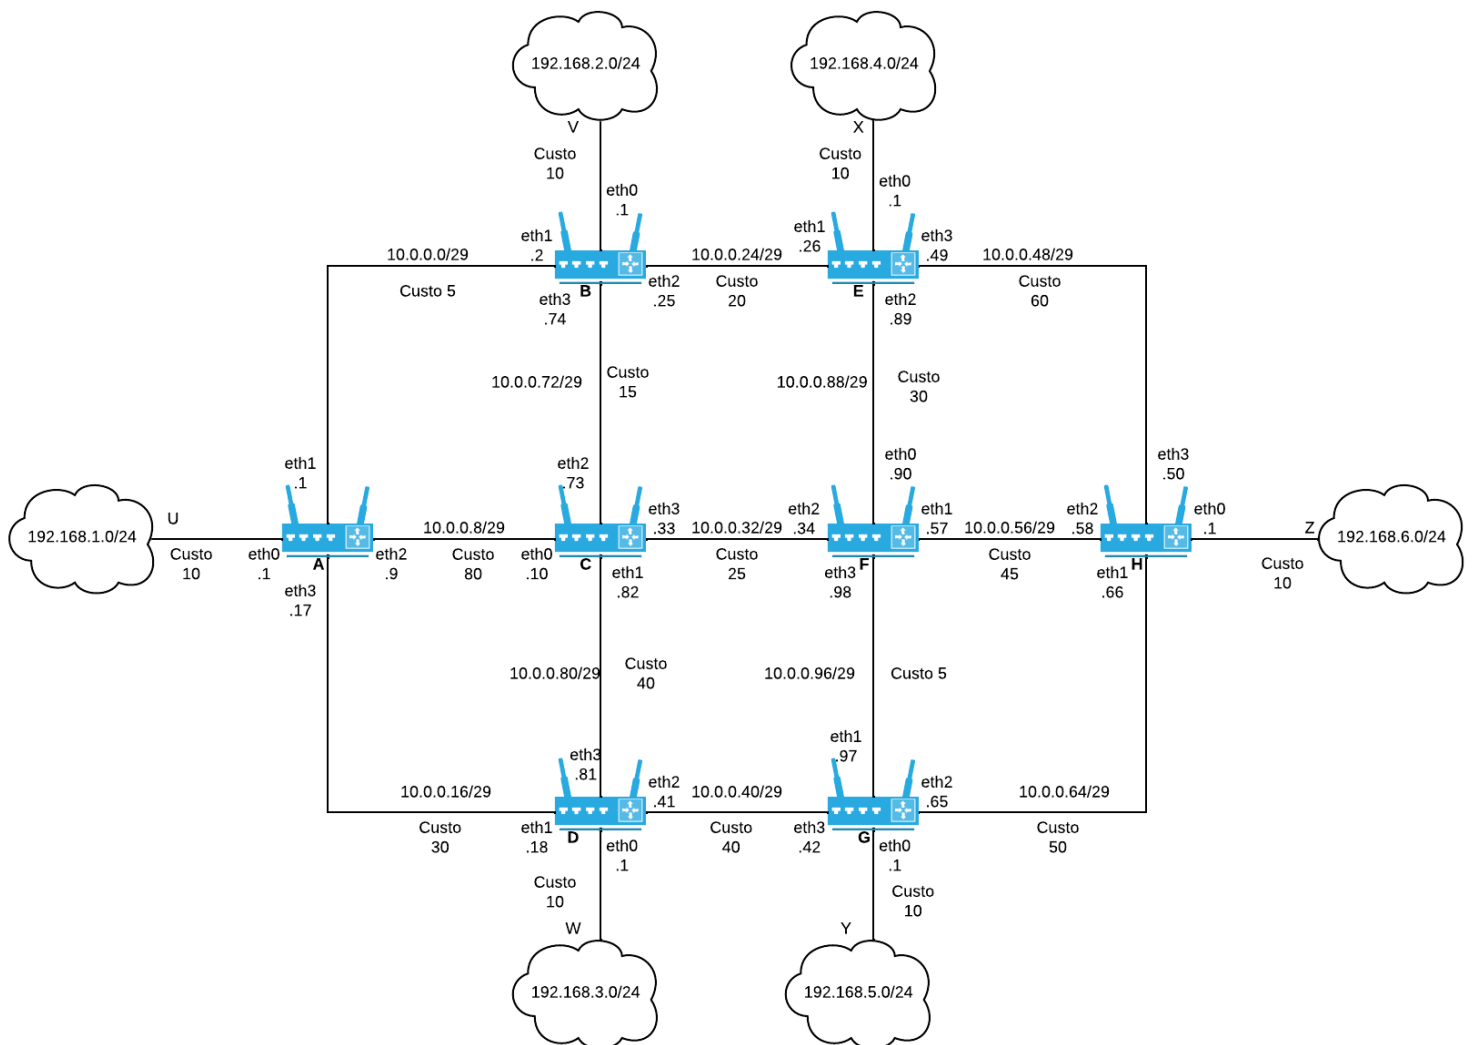 192.168.2.0/24
192.168.4.0/24
V
X
Custo
10
Custo
10
eth0
.1
eth0
.1
eth1
.2
10.0.0.0/29
Custo 5
B
eth3
.74
eth2
.25
10.0.0.24/29
Custo
20
eth1
.26
E
eth3
.49
eth2
.89
10.0.0.48/29
Custo
60
10.0.0.72/29
Custo
15
10.0.0.88/29
Custo
30
eth1
.1
eth2
.73
eth0
.90
eth3
.50
192.168.1.0/24
U
Custo
10
eth0
.1
A
eth2
.9
eth3
.17
10.0.0.8/29
Custo
80
eth0
.10
C
eth3
.33
eth1
.82
10.0.0.32/29
Custo
25
eth2
.34
F
eth1
.57
eth3
.98
10.0.0.56/29
Custo
45
eth2
.58
H
eth1
.66
eth0
.1
Z
Custo
10
192.168.6.0/24
10.0.0.80/29
Custo
40
10.0.0.96/29
Custo 5
eth3
.81
eth1
.97
10.0.0.16/29
Custo
30
eth1
.18
D
eth2
.41
eth0
.1
10.0.0.40/29
Custo
40
eth3
.42
G
eth2
.65
eth0
.1
10.0.0.64/29
Custo
50
Custo
10
Custo
10
W
Y
192.168.3.0/24
192.168.5.0/24